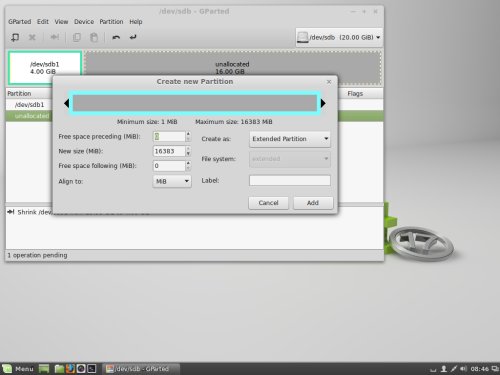 /dev/sdb - GParted
GParted Edit View Device Partition Help
/dev/sdb (20.00 GiB)
/dev/sdb1
4.00 GiB
unallocated
16.00 GiB
Create new Partition
Minimum size: 1 MiB Maximum size: 16383 MiB
Free space preceding (MiB): 0 Create as: Extended Partition
New size (MiB): 16383 File system: extended
Free space following (MiB): 0
Align to: MiB Label:
Cancel Add
Partition
Flags
/dev/sdb1
unallocated
Shrink /dev
1 operation pending
Menu /dev/sdb - GParted 08:46